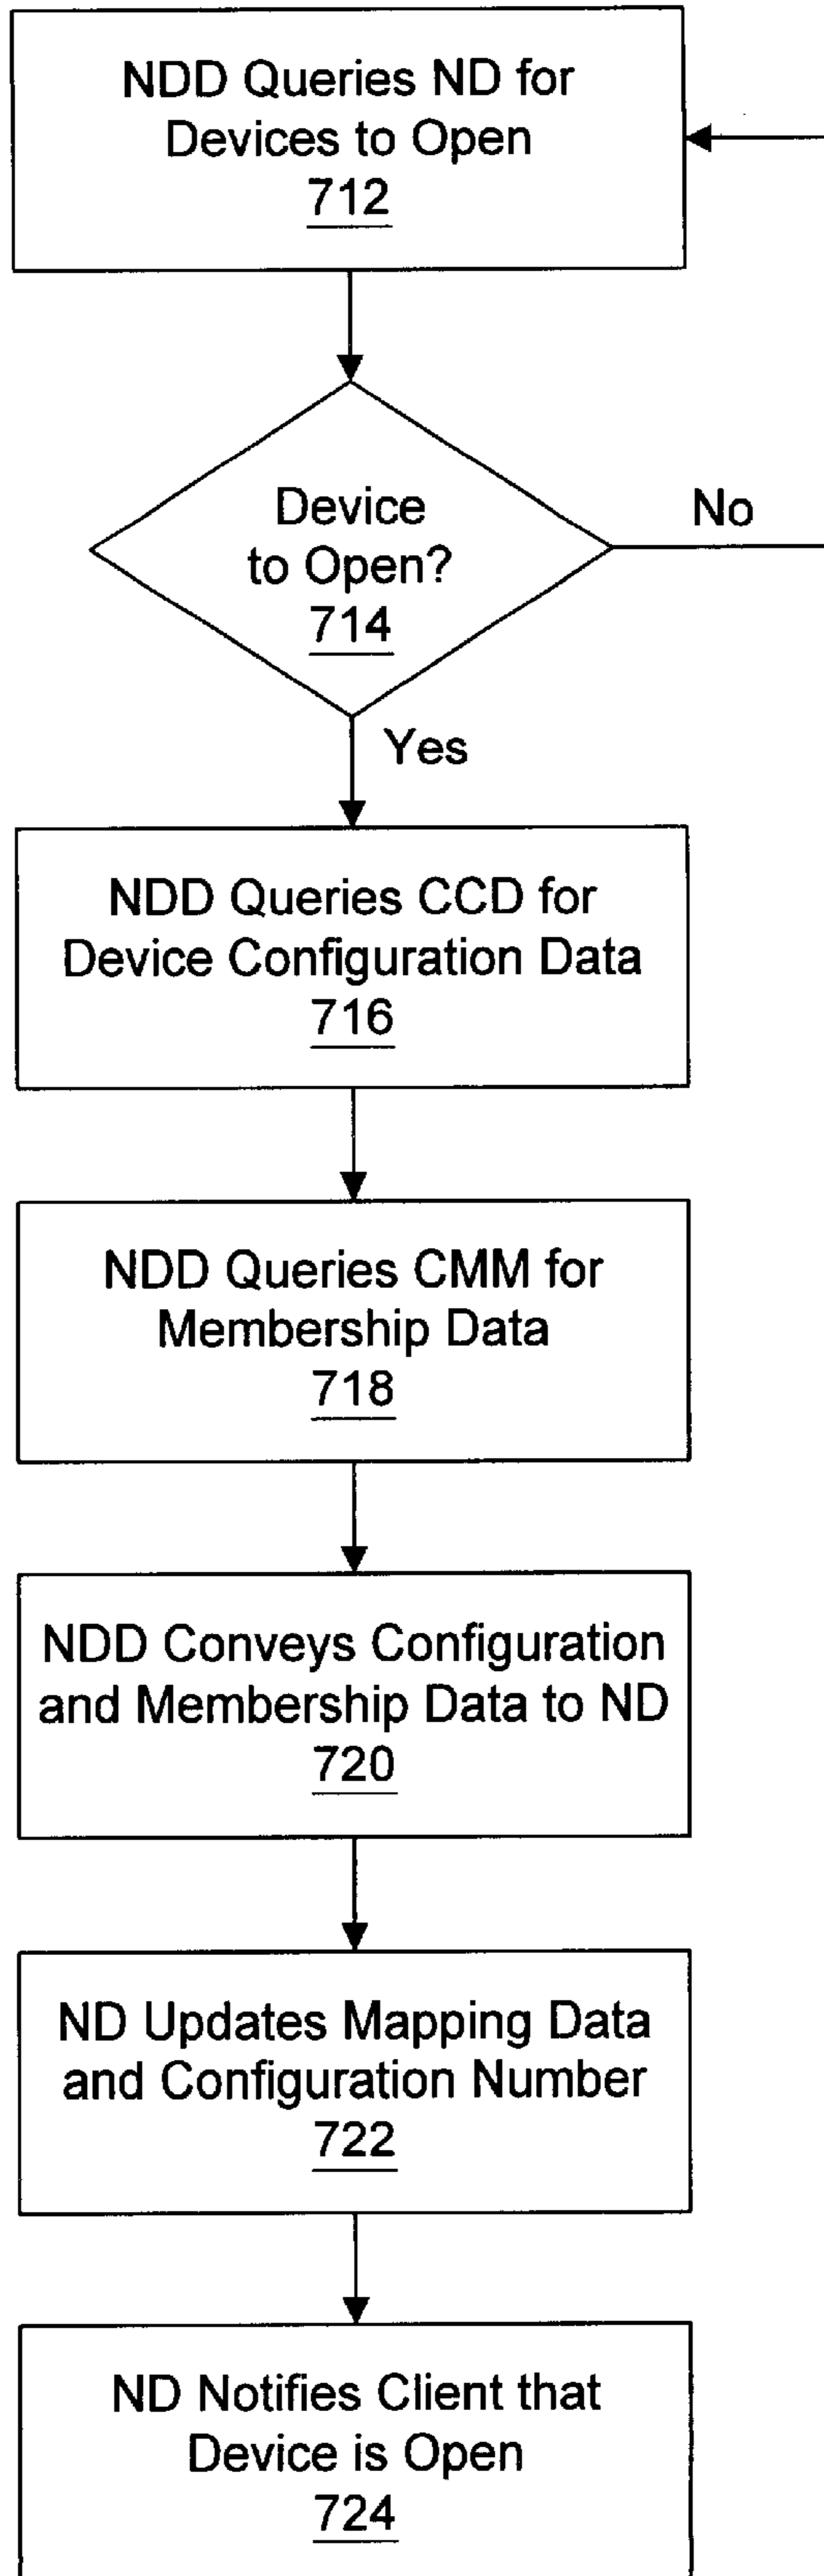 NDD Queries ND for
Devices to Open
712
Device
to Open?
714
No
Yes
NDD Queries CCD for
Device Configuration Data
716
NDD Queries CMM for
Membership Data
718
NDD Conveys Configuration
and Membership Data to ND
720
ND Updates Mapping Data
and Configuration Number
722
ND Notifies Client that
Device is Open
724